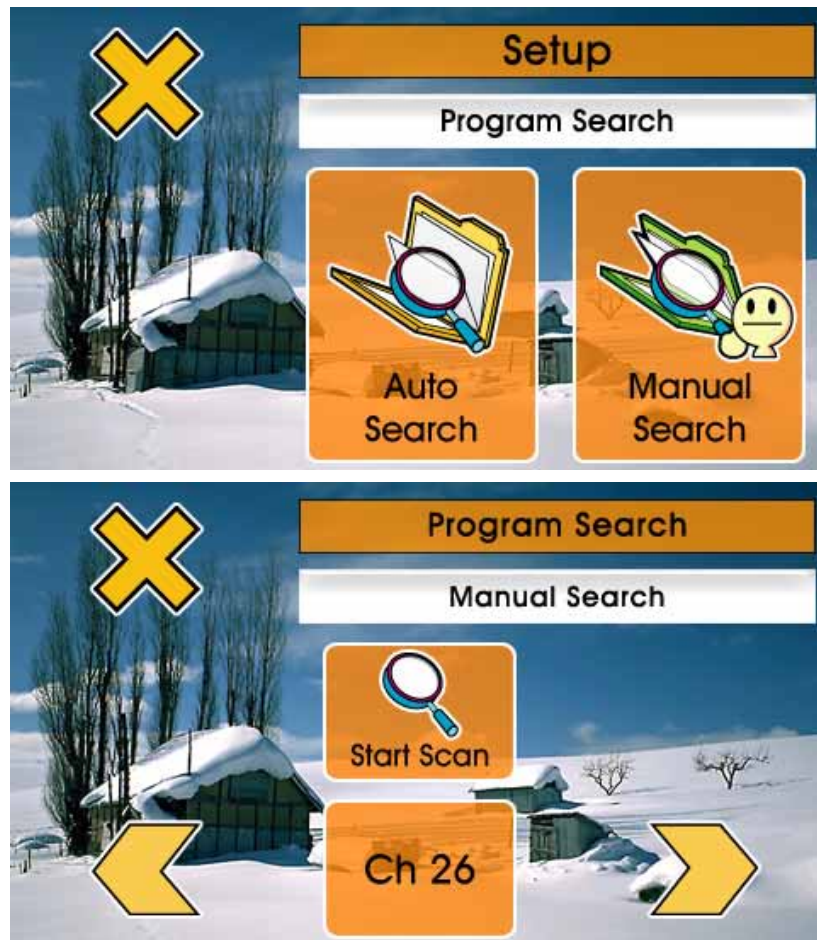 Setup
Program Search
Auto
Search
Manual
Search
Program Search
Manual Search
Start Scan
Ch 26